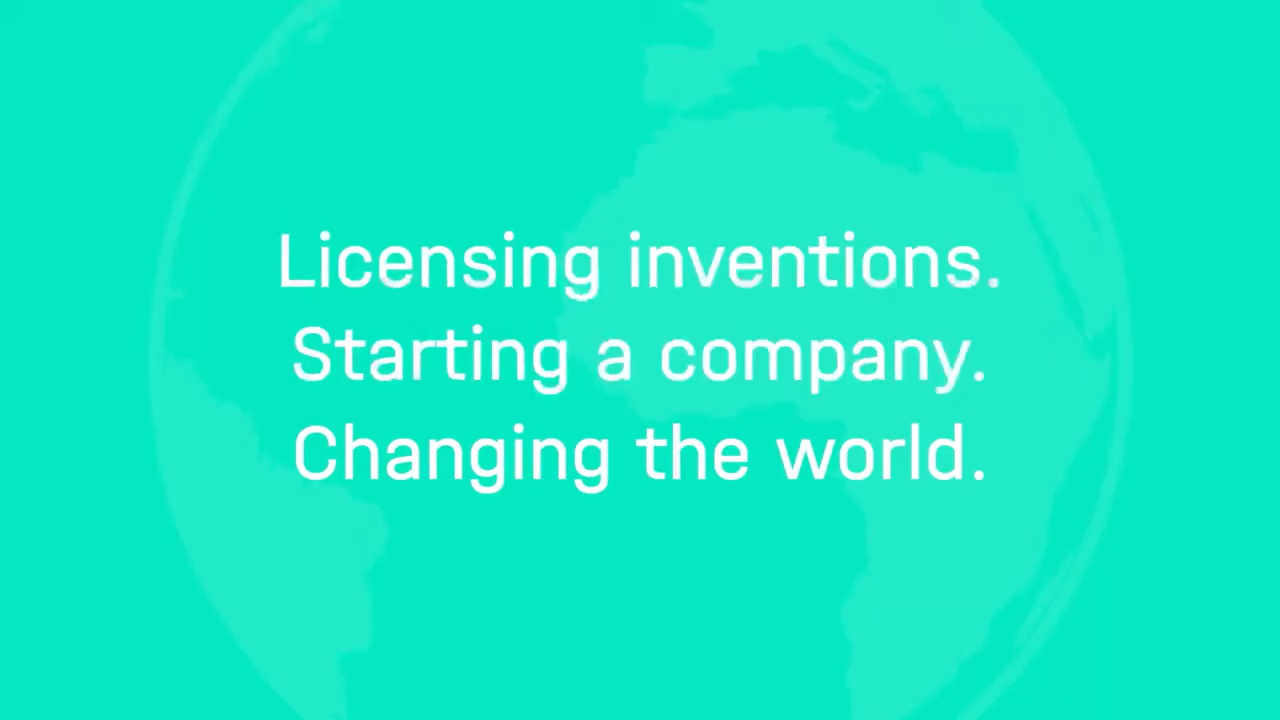 Licensing inventions.
Starting a company.
Changing the world.